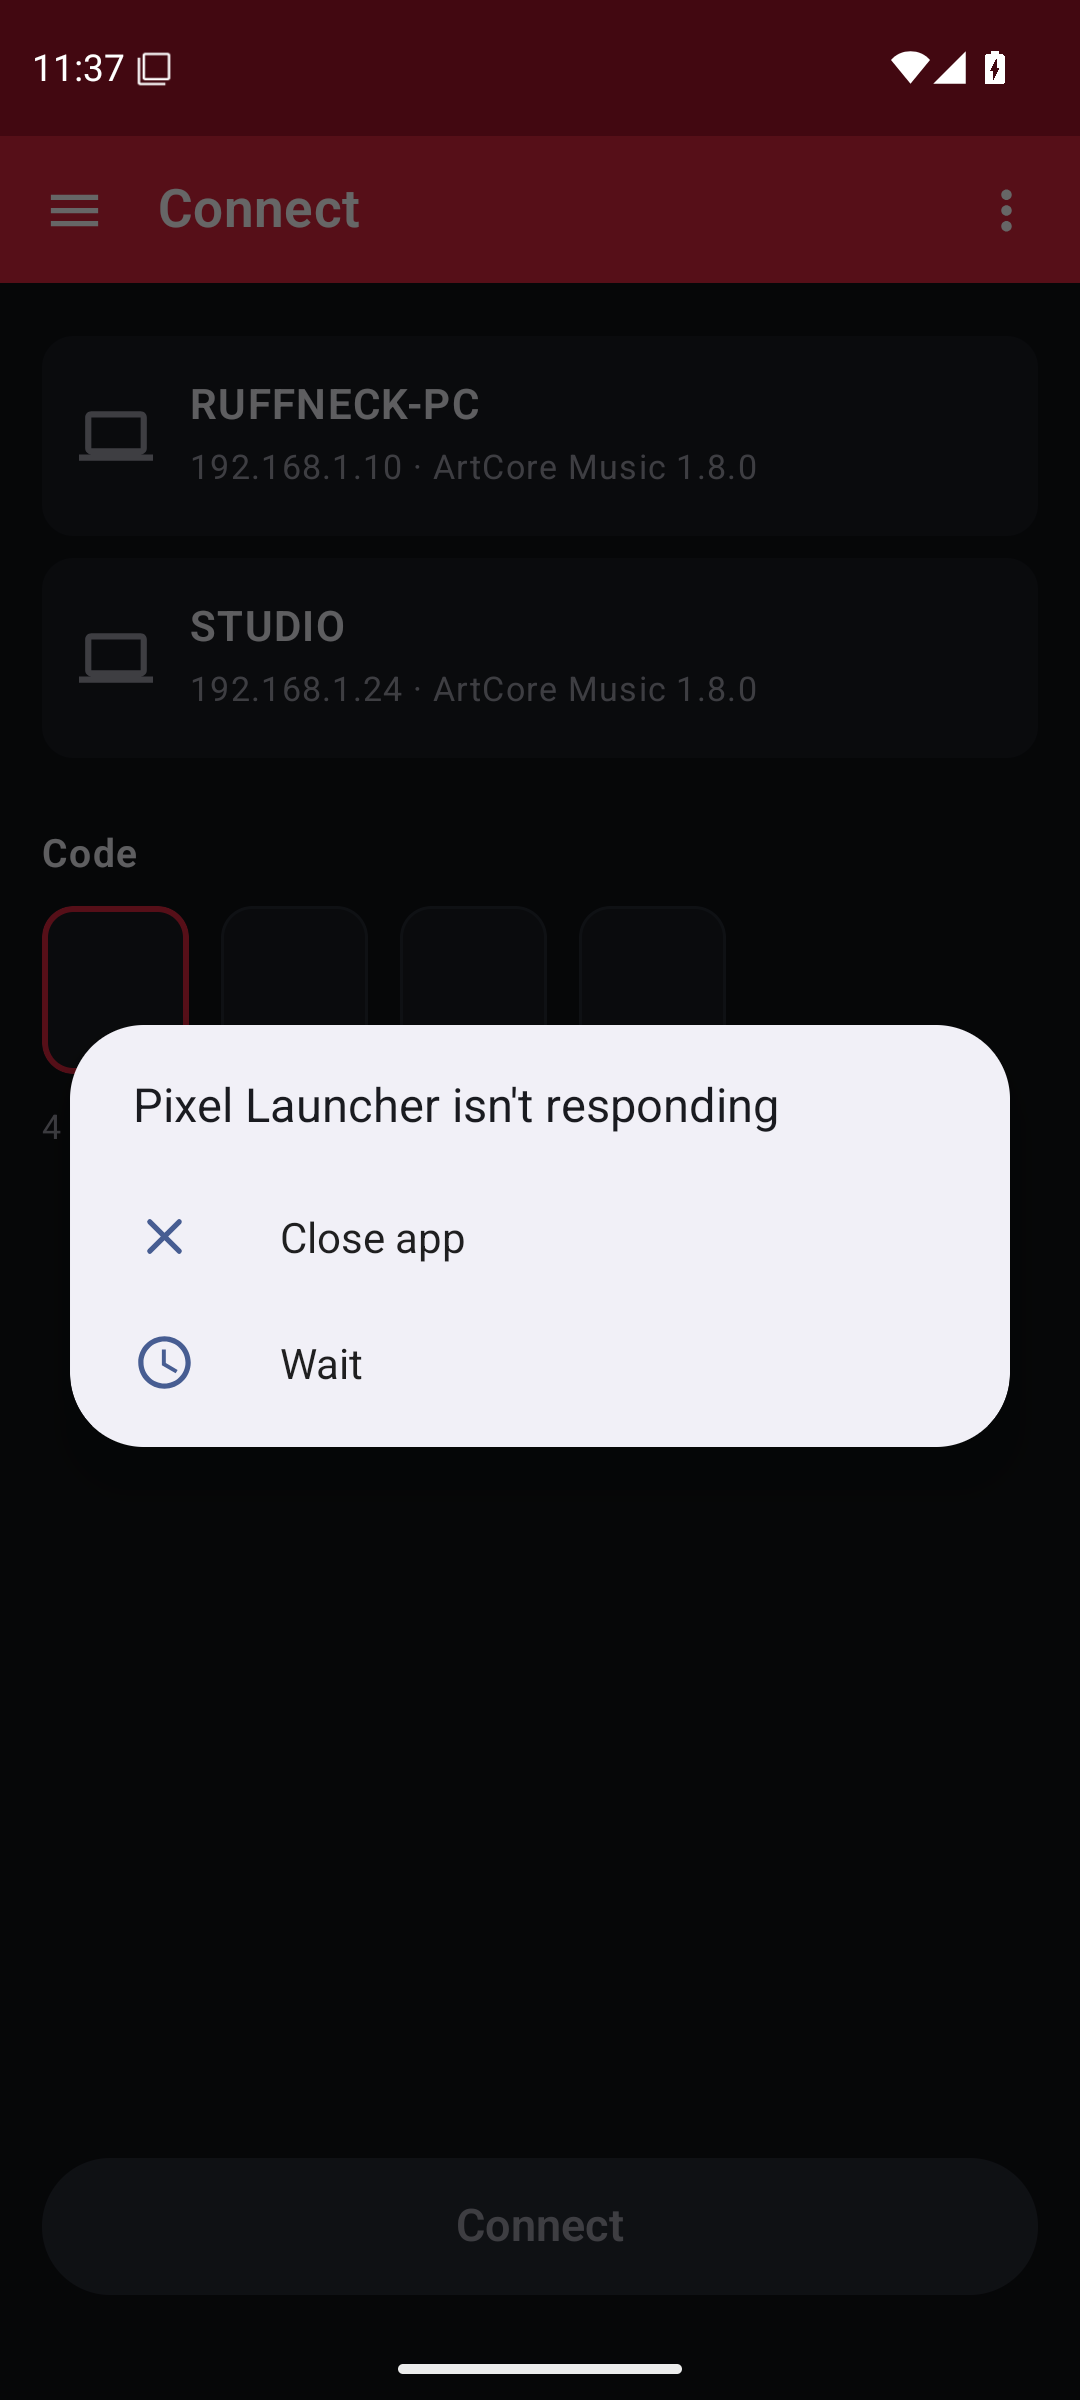 11:37
Connect
RUFFNECK-PC
192.168.1.10 · ArtCore Music 1.8.0
STUDIO
192.168.1.24 · ArtCore Music 1.8.0
Code
4
Pixel Launcher isn't responding
Close app
Wait
Connect